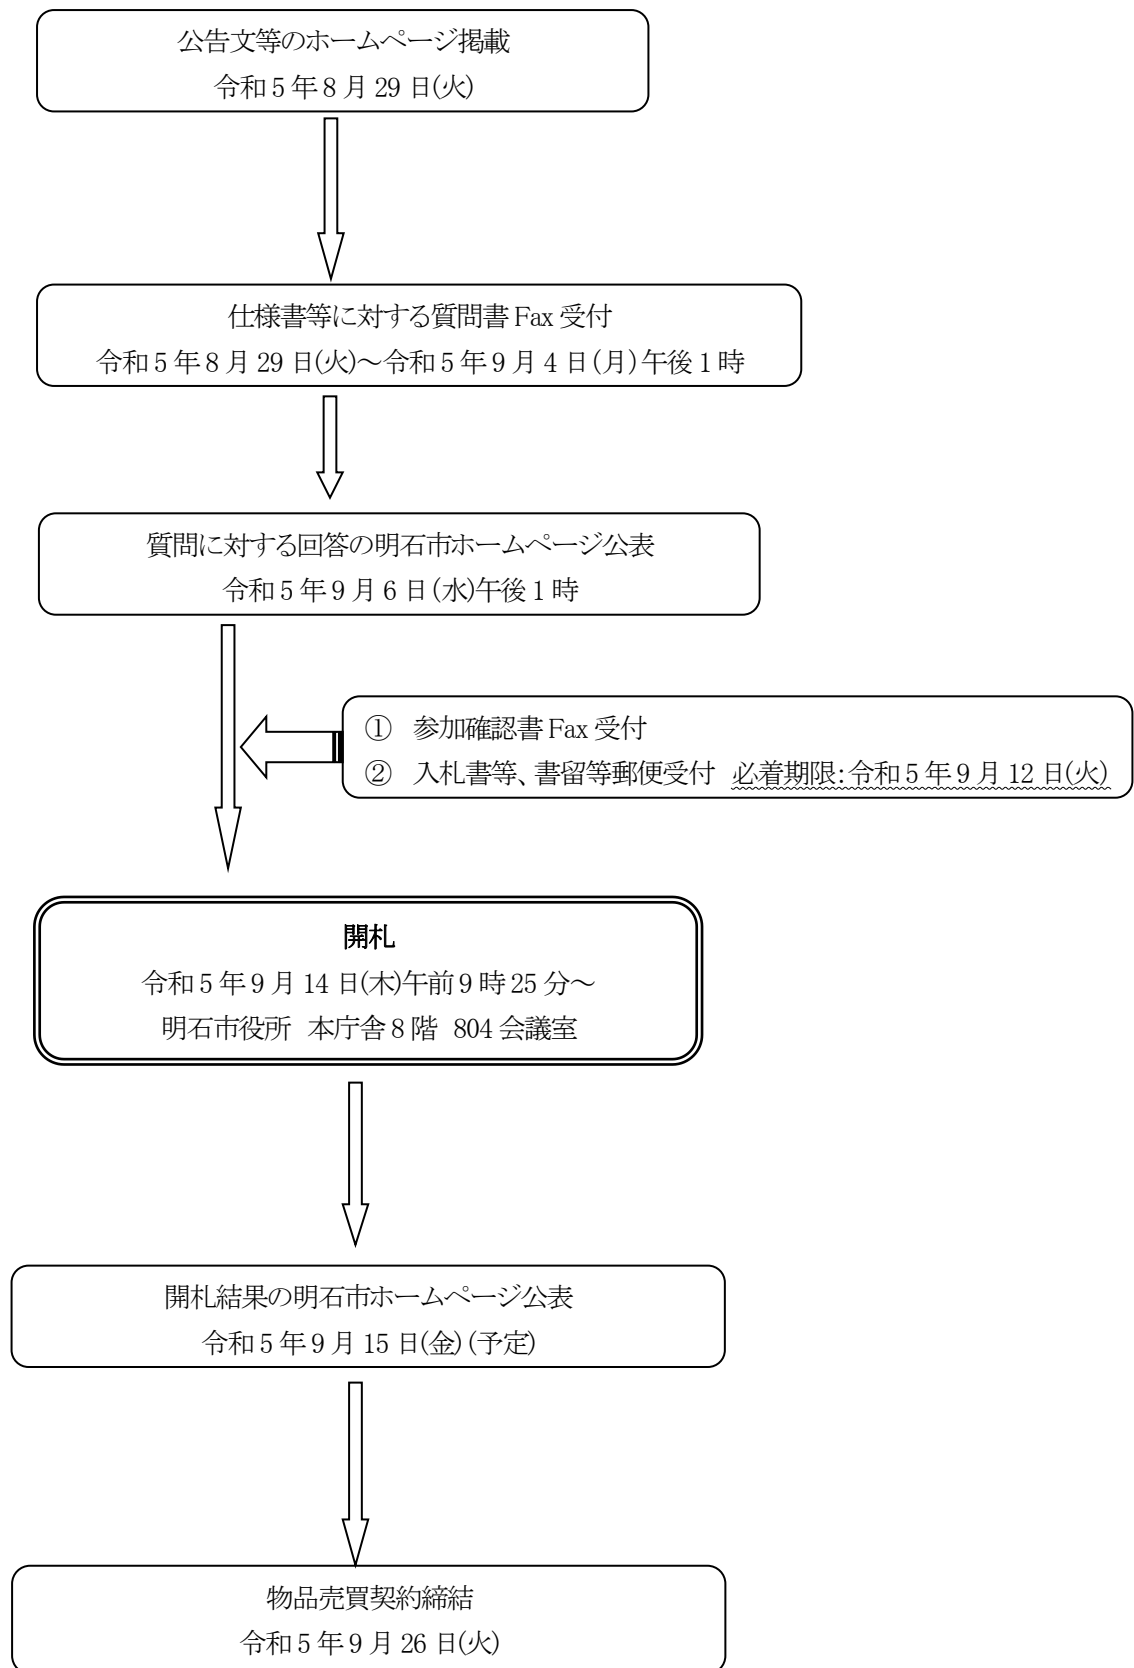 公告文等のホームページ掲載
令和5年8月29日(火)
仕様書等に対する質問書Fax受付
令和5年8月29日(火)～令和5年9月4日(月)午後1時
質問に対する回答の明石市ホームページ公表
令和5年9月6日(水)午後1時
① 参加確認書Fax受付
② 入札書等、書留等郵便受付 必着期限:令和5年9月12日(火)
開札
令和5年9月14日(木)午前9時25分～
明石市役所 本庁舎8階 804会議室
開札結果の明石市ホームページ公表
令和5年9月15日(金)(予定)
物品売買契約締結
令和5年9月26日(火)